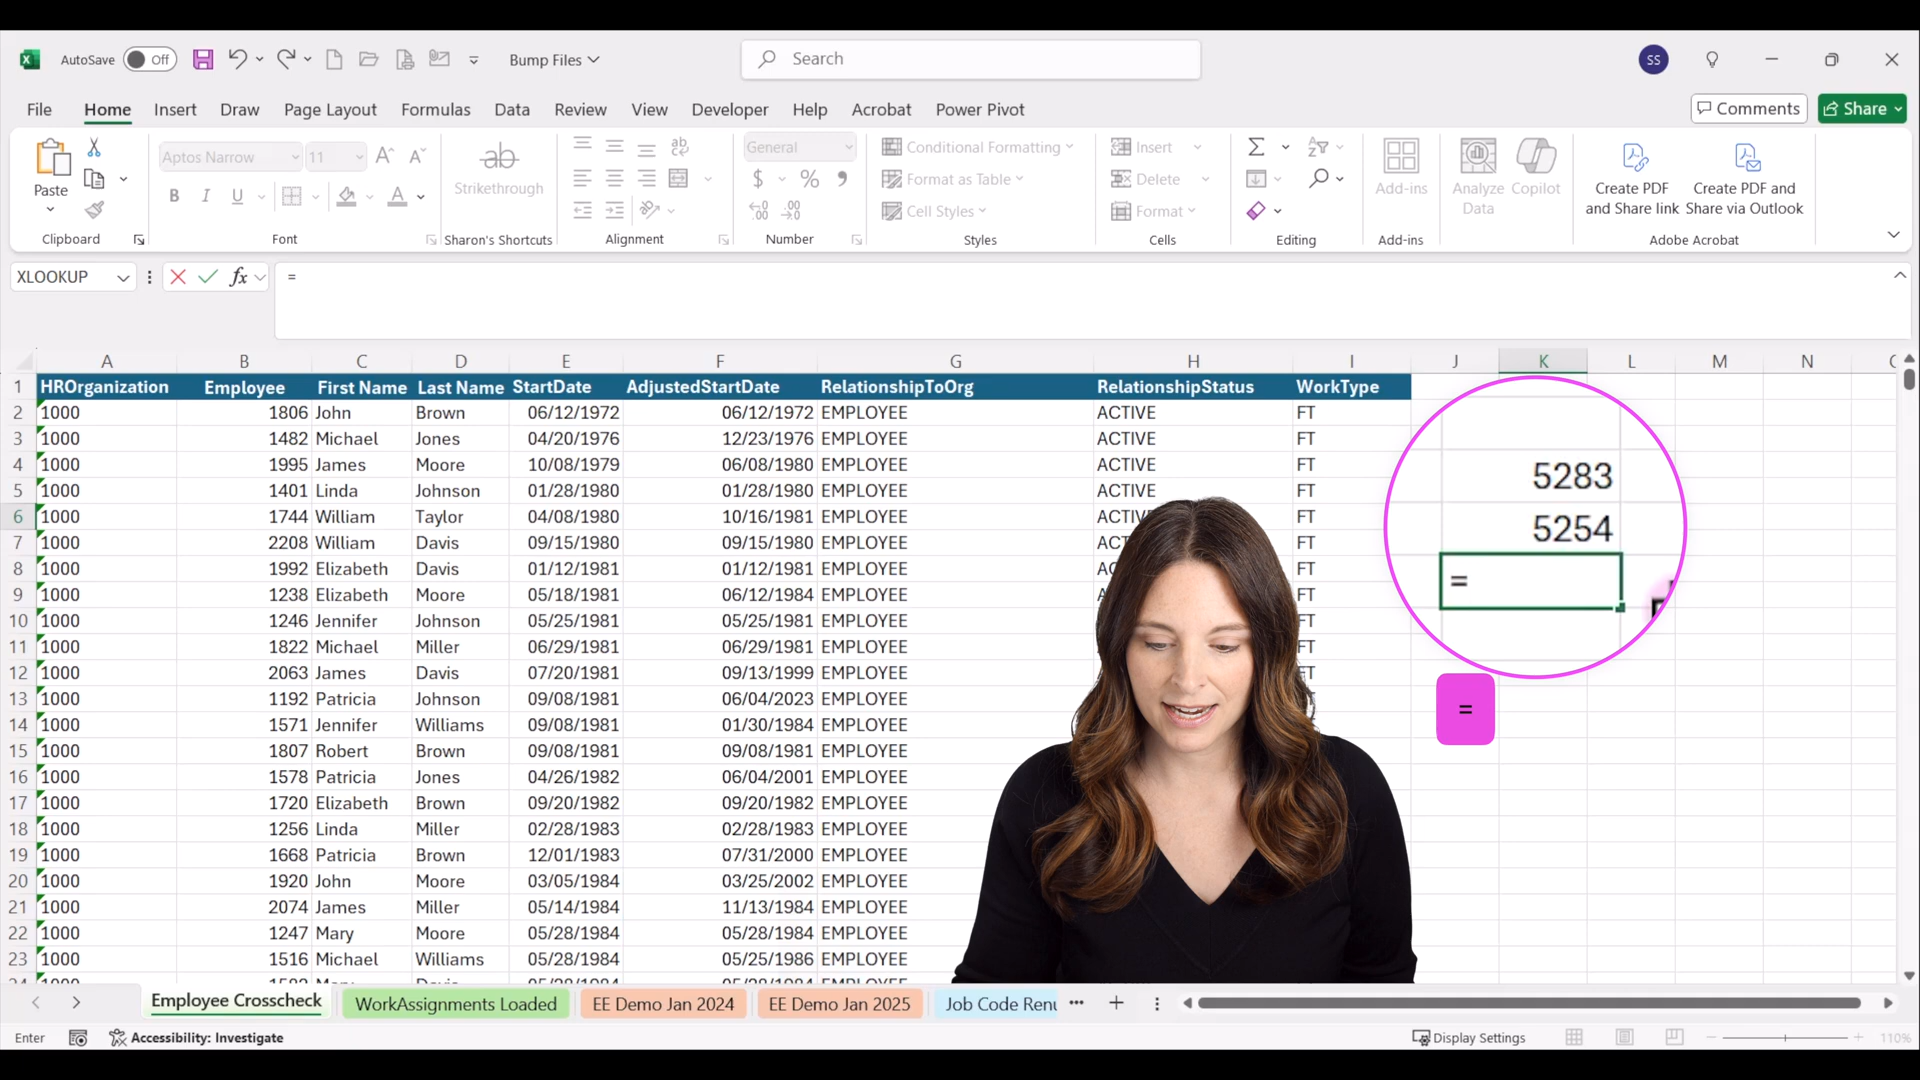 AutoSave Off Bump Files Search SS
File Home Insert Draw Page Layout Formulas Data Review View Developer Help Acrobat Power Pivot Comments Share
Paste
Clipboard
Aptos Narrow 11
B I U A
Font
ab
Strikethrough
Sharon's Shortcuts
ab
Alignment
General
$ % 9
Number
Conditional Formatting
Format as Table
Cell Styles
Styles
Insert
Delete
Format
Cells
Editing
Add-ins
Add-ins
Analyze
Data
Copilot
Create PDF
and Share link
Create PDF and
Share via Outlook
Adobe Acrobat
XLOOKUP fx =
A B C D E F G H I J K L M N
1 HROrganization Employee First Name Last Name StartDate AdjustedStartDate RelationshipToOrg RelationshipStatus WorkType
2 1000 1806 John Brown 06/12/1972 06/12/1972 EMPLOYEE ACTIVE FT
3 1000 1482 Michael Jones 04/20/1976 12/23/1976 EMPLOYEE ACTIVE FT
4 1000 1995 James Moore 10/08/1979 06/08/1980 EMPLOYEE ACTIVE FT
5 1000 1401 Linda Johnson 01/28/1980 01/28/1980 EMPLOYEE ACTIVE FT
6 1000 1744 William Taylor 04/08/1980 10/16/1981 EMPLOYEE FT
7 1000 2208 William Davis 09/15/1980 09/15/1980 EMPLOYEE FT
8 1000 1992 Elizabeth Davis 01/12/1981 01/12/1981 EMPLOYEE FT
9 1000 1238 Elizabeth Moore 05/18/1981 06/12/1984 EMPLOYEE FT
10 1000 1246 Jennifer Johnson 05/25/1981 05/25/1981 EMPLOYEE FT
11 1000 1822 Michael Miller 06/29/1981 06/29/1981 EMPLOYEE FT
12 1000 2063 James Davis 07/20/1981 09/13/1999 EMPLOYEE FT
13 1000 1192 Patricia Johnson 09/08/1981 06/04/2023 EMPLOYEE
14 1000 1571 Jennifer Williams 09/08/1981 01/30/1984 EMPLOYEE
15 1000 1807 Robert Brown 09/08/1981 09/08/1981 EMPLOYEE
16 1000 1578 Patricia Jones 04/26/1982 06/04/2001 EMPLOYEE
17 1000 1720 Elizabeth Brown 09/20/1982 09/20/1982 EMPLOYEE
18 1000 1256 Linda Miller 02/28/1983 02/28/1983 EMPLOYEE
19 1000 1668 Patricia Brown 12/01/1983 07/31/2000 EMPLOYEE
20 1000 1920 John Moore 03/05/1984 03/25/2002 EMPLOYEE
21 1000 2074 James Miller 05/14/1984 11/13/1984 EMPLOYEE
22 1000 1247 Mary Moore 05/28/1984 05/28/1984 EMPLOYEE
23 1000 1516 Michael Williams 05/28/1984 05/25/1986 EMPLOYEE
5283
5254
=
=
Employee Crosscheck WorkAssignments Loaded EE Demo Jan 2024 EE Demo Jan 2025 Job Code Renu
Enter Accessibility: Investigate Display Settings 110%